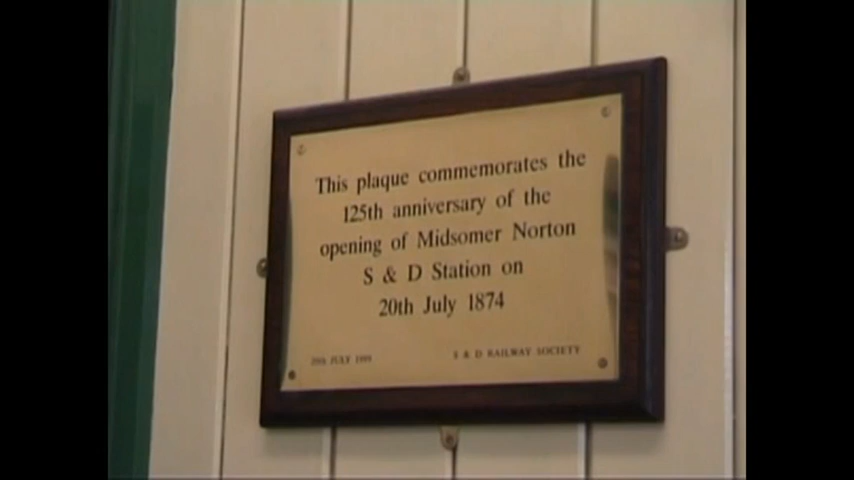 This plaque commemorates the
125th anniversary of the
opening of Midsomer Norton
S & D Station on
20th July 1874
20th JULY 1999 S & D RAILWAY SOCIETY